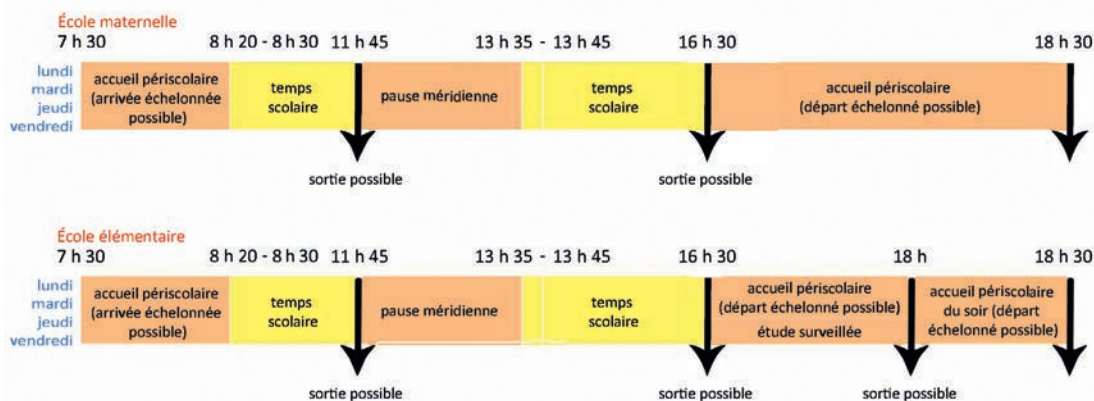 École maternelle
7 h 30 8 h 20 - 8 h 30 11 h 45 13 h 35 - 13 h 45 16 h 30 18 h 30
lundi
mardi
jeudi
vendredi
accueil périscolaire
(arrivée échelonnée
possible)
temps
scolaire
pause méridienne
temps
scolaire
accueil périscolaire
(départ échelonné possible)
sortie possible
sortie possible
École élémentaire
7 h 30 8 h 20 - 8 h 30 11 h 45 13 h 35 - 13 h 45 16 h 30 18 h 18 h 30
lundi
mardi
jeudi
vendredi
accueil périscolaire
(arrivée échelonnée
possible)
temps
scolaire
pause méridienne
temps
scolaire
accueil périscolaire
(départ échelonné possible)
étude surveillée
accueil périscolaire
du soir (départ
échelonné possible)
sortie possible
sortie possible
sortie possible